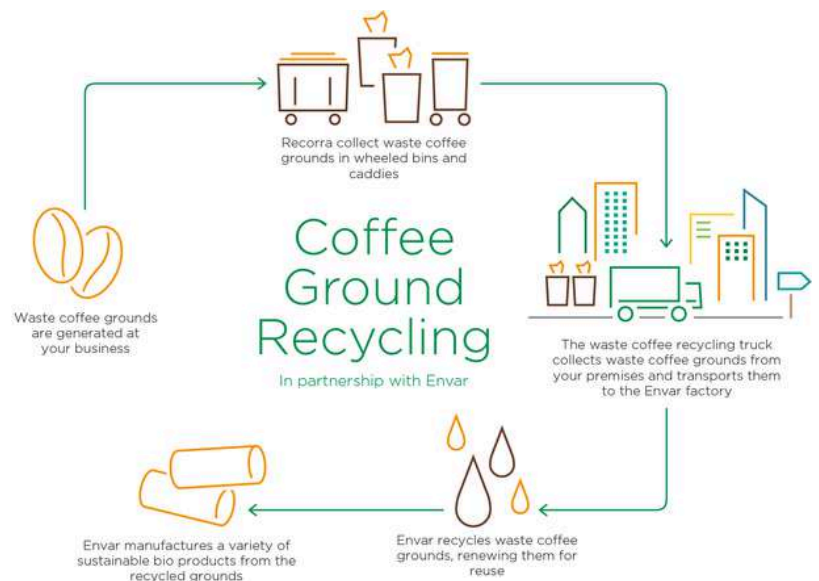 Recorra collect waste coffee
grounds in wheeled bins and
caddies
Coffee
Ground
Recycling
In partnership with Envar
Waste coffee grounds
are generated at
your business
The waste coffee recycling truck
collects waste coffee grounds from
your premises and transports them
to the Envar factory
Envar recycles waste coffee
grounds, renewing them for
reuse
Envar manufactures a variety of
sustainable bio products from the
recycled grounds